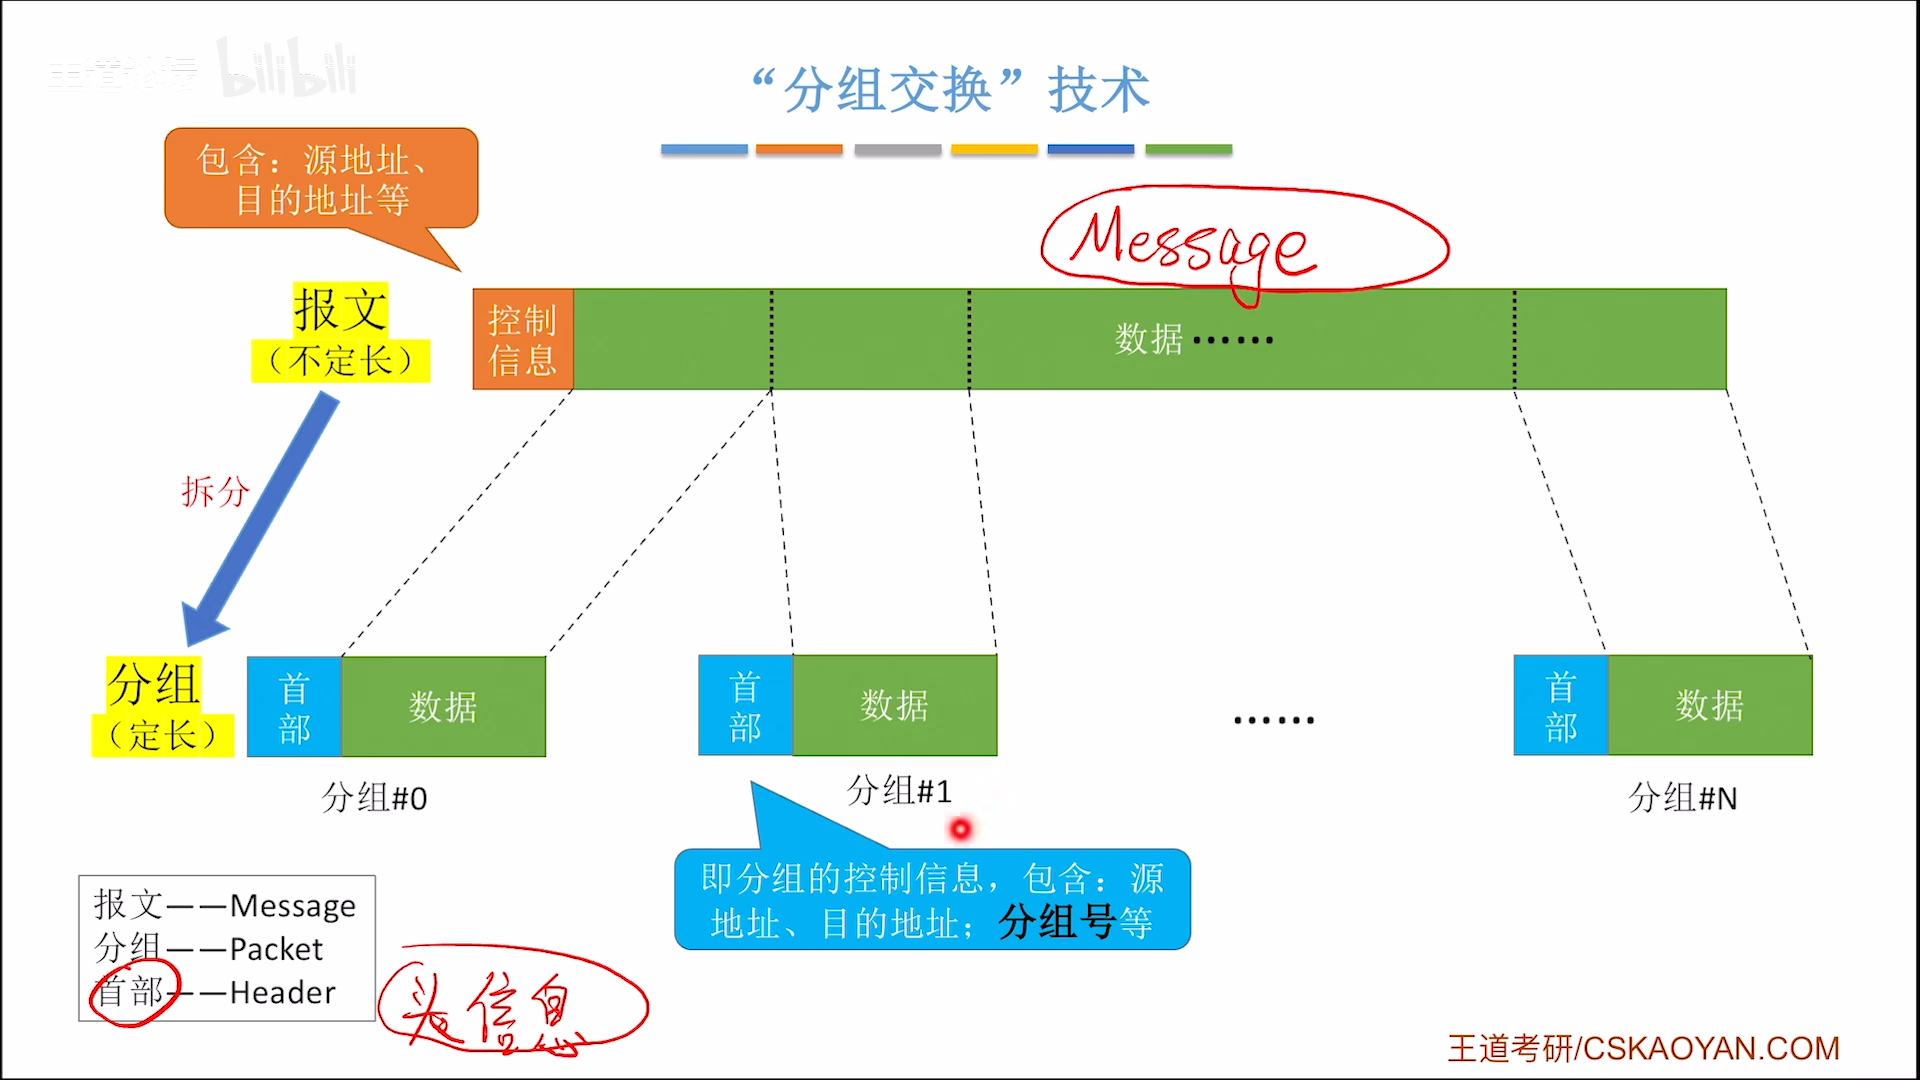 王道论坛 bilibili
“分组交换”技术
包含：源地址、
目的地址等
Message
报文
（不定长）
控制
信息
数据……
拆分
分组
（定长）
首
部
数据
首
部
数据
……
首
部
数据
分组#0
分组#1
分组#N
即分组的控制信息，包含：源
地址、目的地址；分组号等
报文——Message
分组——Packet
首部——Header
头信息
王道考研/CSKAOYAN.COM